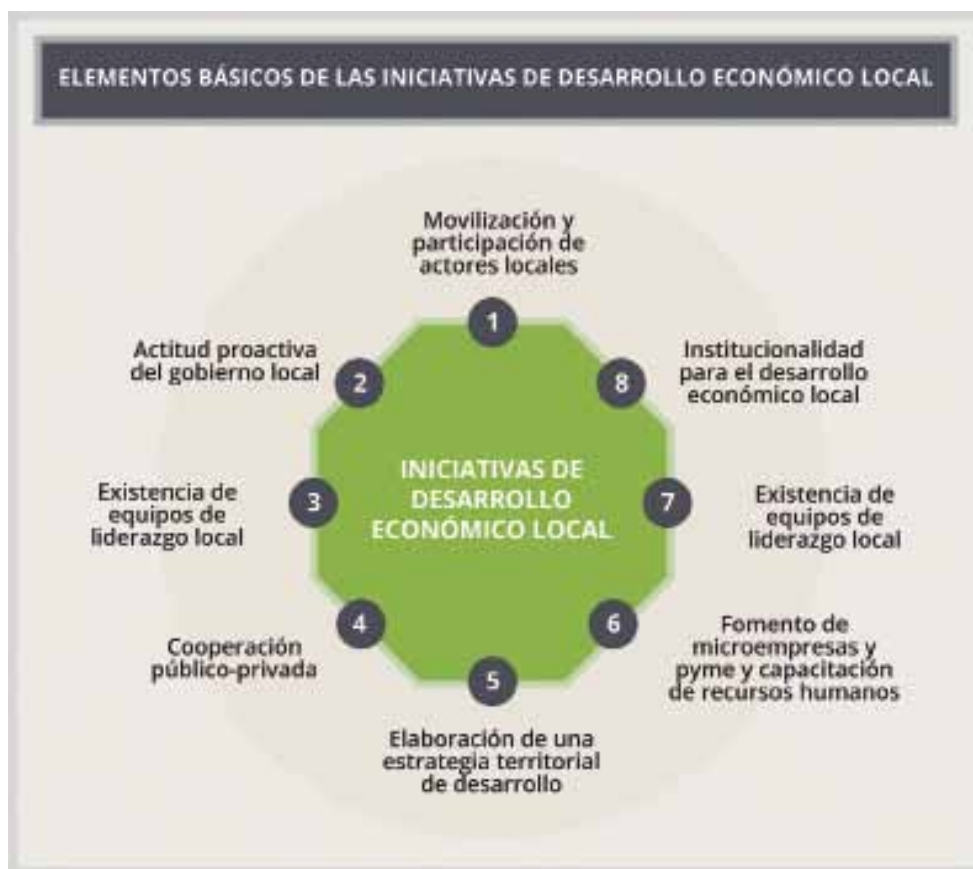 ELEMENTOS BÁSICOS DE LAS INICIATIVAS DE DESARROLLO ECONÓMICO LOCAL
Movilización y
participación de
actores locales
1
Actitud proactiva
del gobierno local
2
Existencia de
equipos de
liderazgo local
3
Cooperación
público-privada
4
Elaboración de una
estrategia territorial
de desarrollo
5
Fomento de
microempresas y
pyme y capacitación
de recursos humanos
6
Existencia de
equipos de
liderazgo local
7
Institucionalidad
para el desarrollo
económico local
8
INICIATIVAS DE
DESARROLLO
ECONÓMICO LOCAL